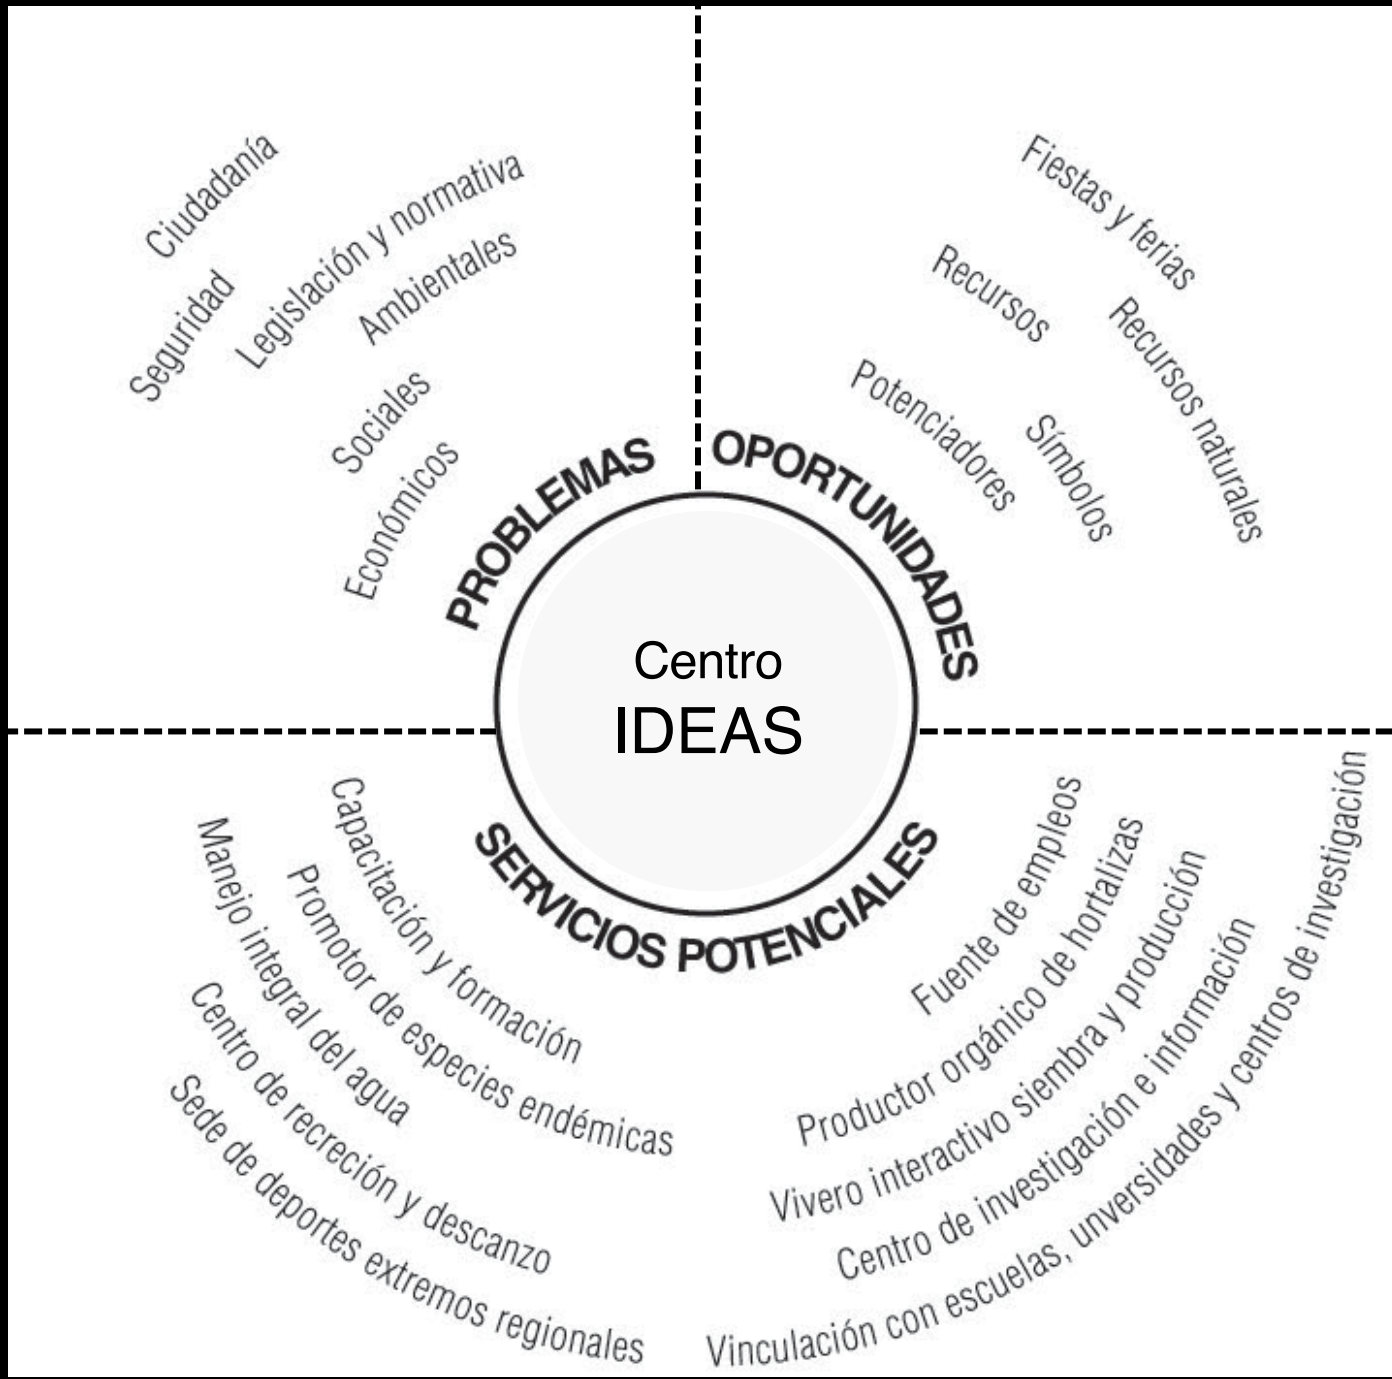 PROBLEMAS
Ciudadanía
Seguridad
Legislación y normativa
Ambientales
Sociales
Económicos
OPORTUNIDADES
Fiestas y ferias
Recursos
Recursos naturales
Potenciadores
Símbolos
Centro
IDEAS
SERVICIOS POTENCIALES
Capacitación y formación
Promotor de especies endémicas
Manejo integral del agua
Centro de recreción y descanzo
Sede de deportes extremos regionales
Fuente de empleos
Productor orgánico de hortalizas
Vivero interactivo siembra y producción
Centro de investigación e información
Vinculación con escuelas, unversidades y centros de investigación